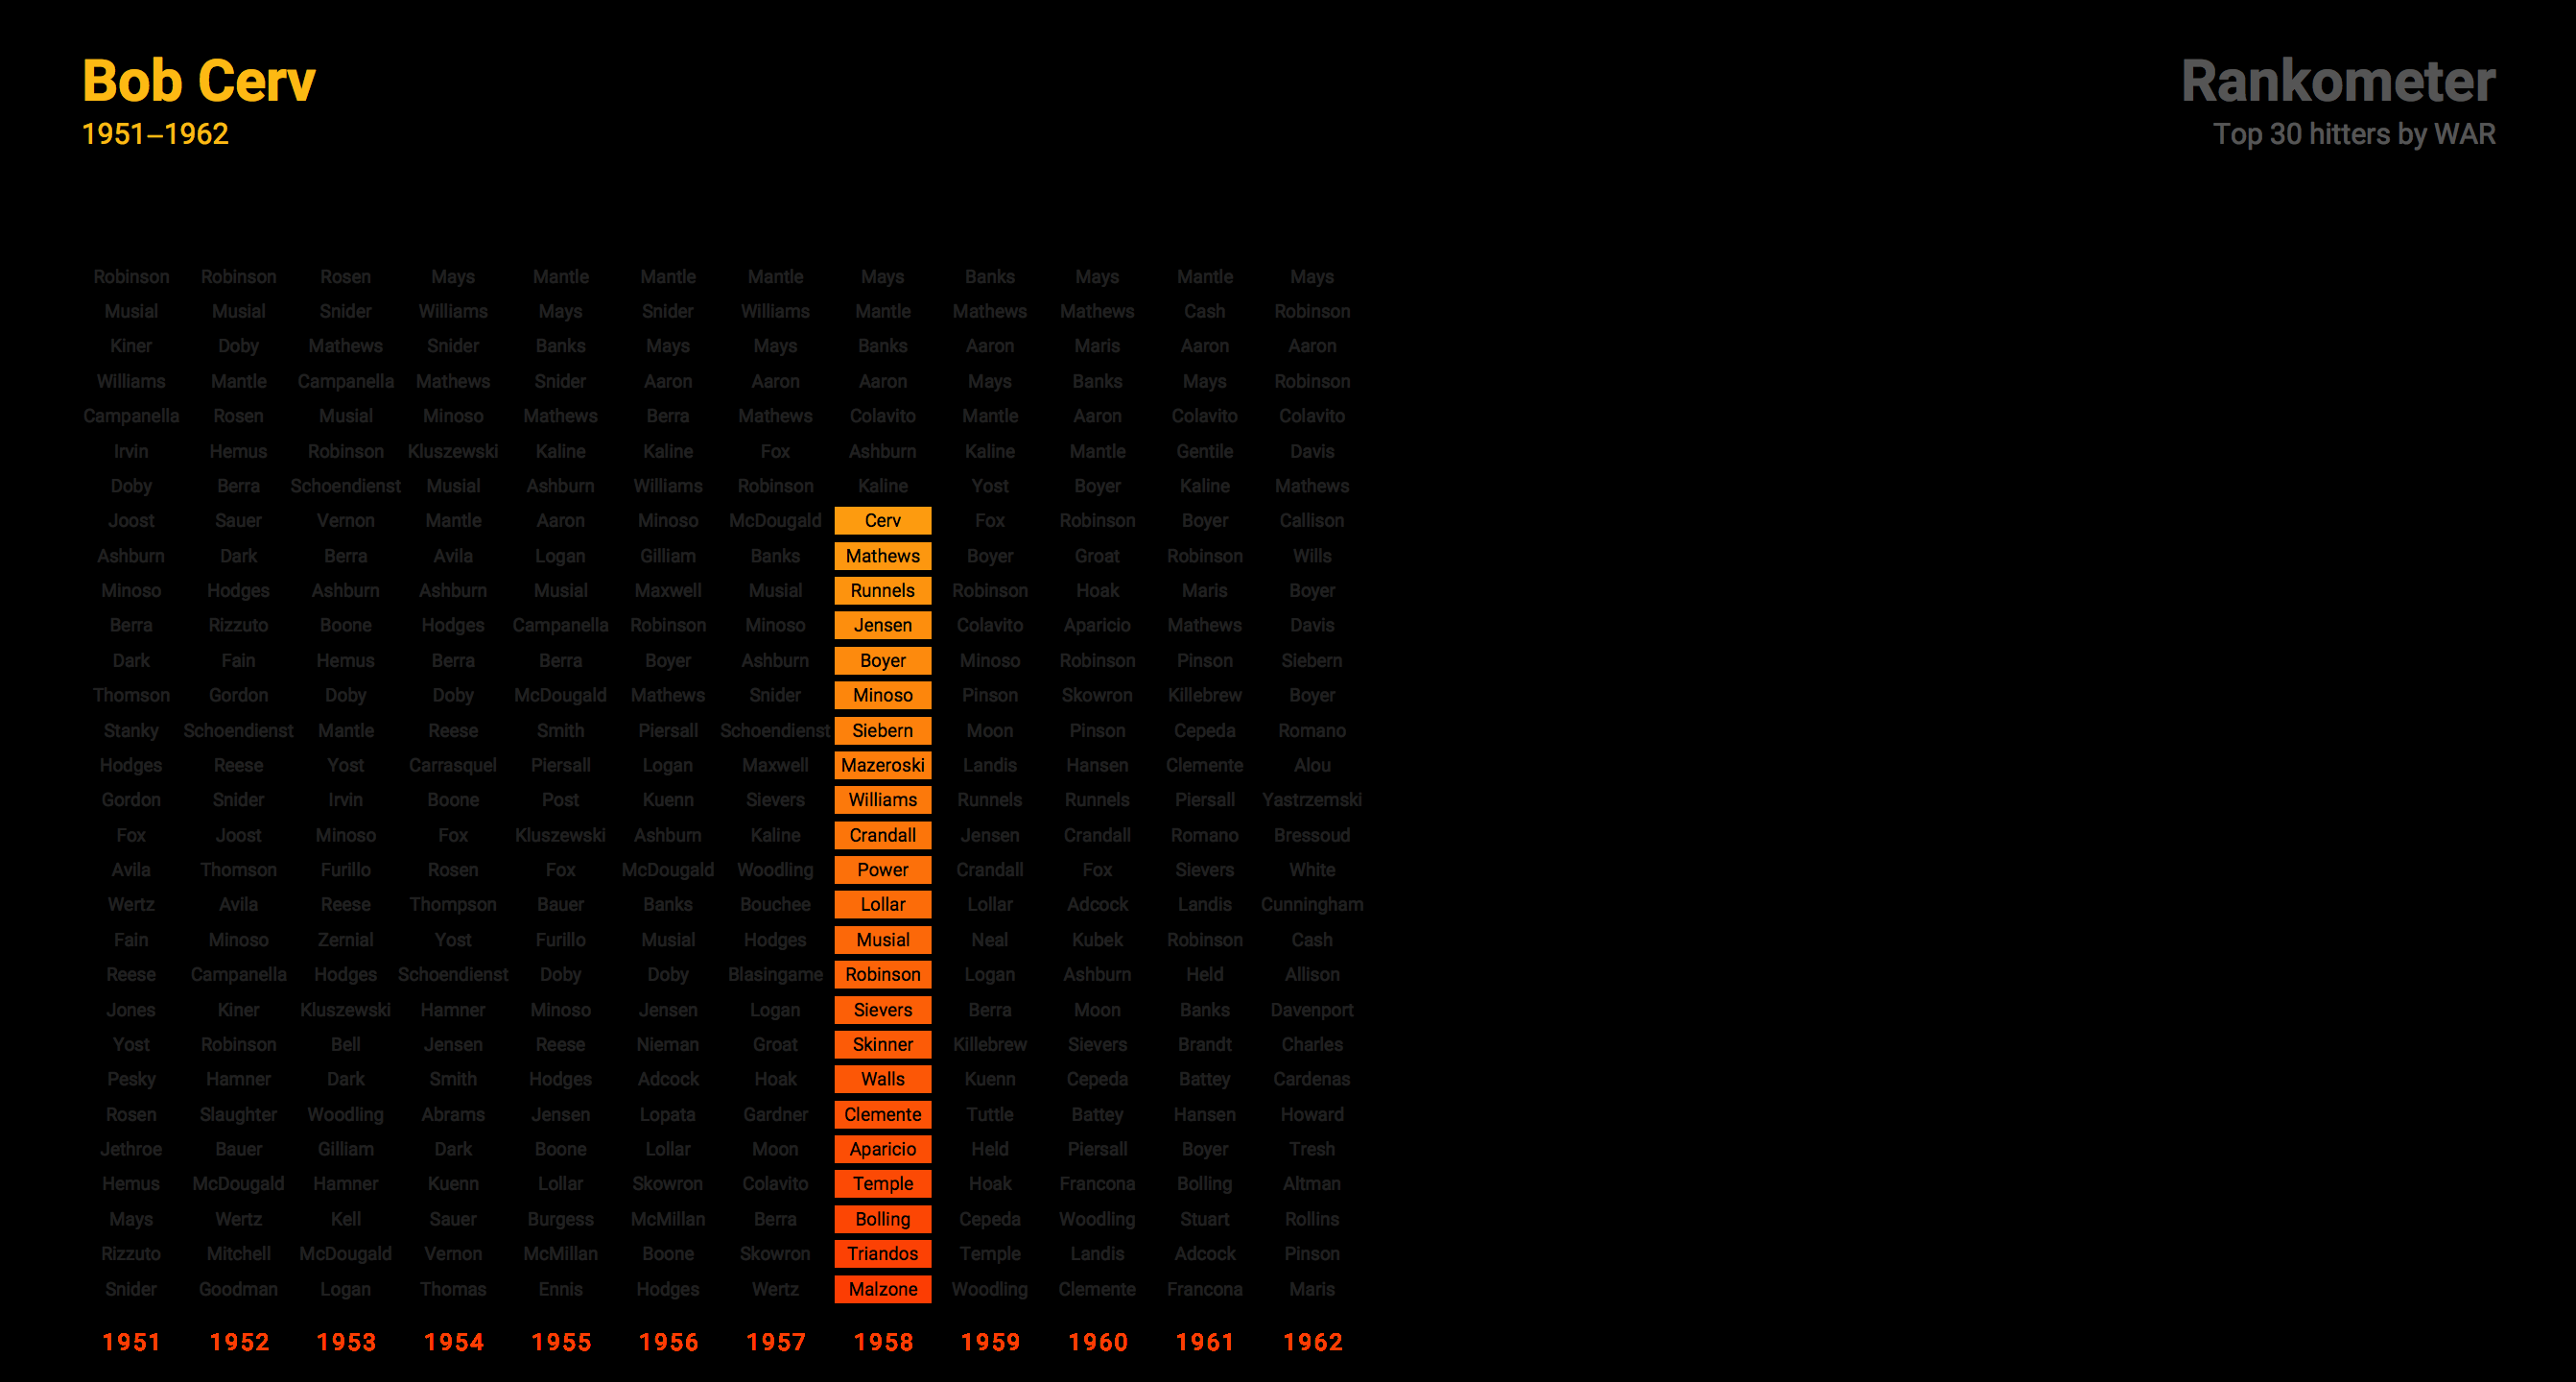 Bob Cerv
1951–1962
Rankometer
Top 30 hitters by WAR
Robinson Robinson Rosen Mays Mantle Mantle Mantle Mays Banks Mays Mantle Mays
Musial Musial Snider Williams Mays Snider Williams Mantle Mathews Mathews Cash Robinson
Kiner Doby Mathews Snider Banks Mays Mays Banks Aaron Maris Aaron Aaron
Williams Mantle Campanella Mathews Snider Aaron Aaron Aaron Mays Banks Mays Robinson
Campanella Rosen Musial Minoso Mathews Berra Mathews Colavito Mantle Aaron Colavito Colavito
Irvin Hemus Robinson Kluszewski Kaline Kaline Fox Ashburn Kaline Mantle Gentile Davis
Doby Berra Schoendienst Musial Ashburn Williams Robinson Kaline Yost Boyer Kaline Mathews
Joost Sauer Vernon Mantle Aaron Minoso McDougald Cerv Fox Robinson Boyer Callison
Ashburn Dark Berra Avila Logan Gilliam Banks Mathews Boyer Groat Robinson Wills
Minoso Hodges Ashburn Ashburn Musial Maxwell Musial Runnels Robinson Hoak Maris Boyer
Berra Rizzuto Boone Hodges Campanella Robinson Minoso Jensen Colavito Aparicio Mathews Davis
Dark Fain Hemus Berra Berra Boyer Ashburn Boyer Minoso Robinson Pinson Siebern
Thomson Gordon Doby Doby McDougald Mathews Snider Minoso Pinson Skowron Killebrew Boyer
Stanky Schoendienst Mantle Reese Smith Piersall Schoendienst Siebern Moon Pinson Cepeda Romano
Hodges Reese Yost Carrasquel Piersall Logan Maxwell Mazeroski Landis Hansen Clemente Alou
Gordon Snider Irvin Boone Post Kuenn Sievers Williams Runnels Runnels Piersall Yastrzemski
Fox Joost Minoso Fox Kluszewski Ashburn Kaline Crandall Jensen Crandall Romano Bressoud
Avila Thomson Furillo Rosen Fox McDougald Woodling Power Crandall Fox Sievers White
Wertz Avila Reese Thompson Bauer Banks Bouchee Lollar Lollar Adcock Landis Cunningham
Fain Minoso Zernial Yost Furillo Musial Hodges Musial Neal Kubek Robinson Cash
Reese Campanella Hodges Schoendienst Doby Doby Blasingame Robinson Logan Ashburn Held Allison
Jones Kiner Kluszewski Hamner Minoso Jensen Logan Sievers Berra Moon Banks Davenport
Yost Robinson Bell Jensen Reese Nieman Groat Skinner Killebrew Sievers Brandt Charles
Pesky Hamner Dark Smith Hodges Adcock Hoak Walls Kuenn Cepeda Battey Cardenas
Rosen Slaughter Woodling Abrams Jensen Lopata Gardner Clemente Tuttle Battey Hansen Howard
Jethroe Bauer Gilliam Dark Boone Lollar Moon Aparicio Held Piersall Boyer Tresh
Hemus McDougald Hamner Kuenn Lollar Skowron Colavito Temple Hoak Francona Bolling Altman
Mays Wertz Kell Sauer Burgess McMillan Berra Bolling Cepeda Woodling Stuart Rollins
Rizzuto Mitchell McDougald Vernon McMillan Boone Skowron Triandos Temple Landis Adcock Pinson
Snider Goodman Logan Thomas Ennis Hodges Wertz Malzone Woodling Clemente Francona Maris
1951 1952 1953 1954 1955 1956 1957 1958 1959 1960 1961 1962